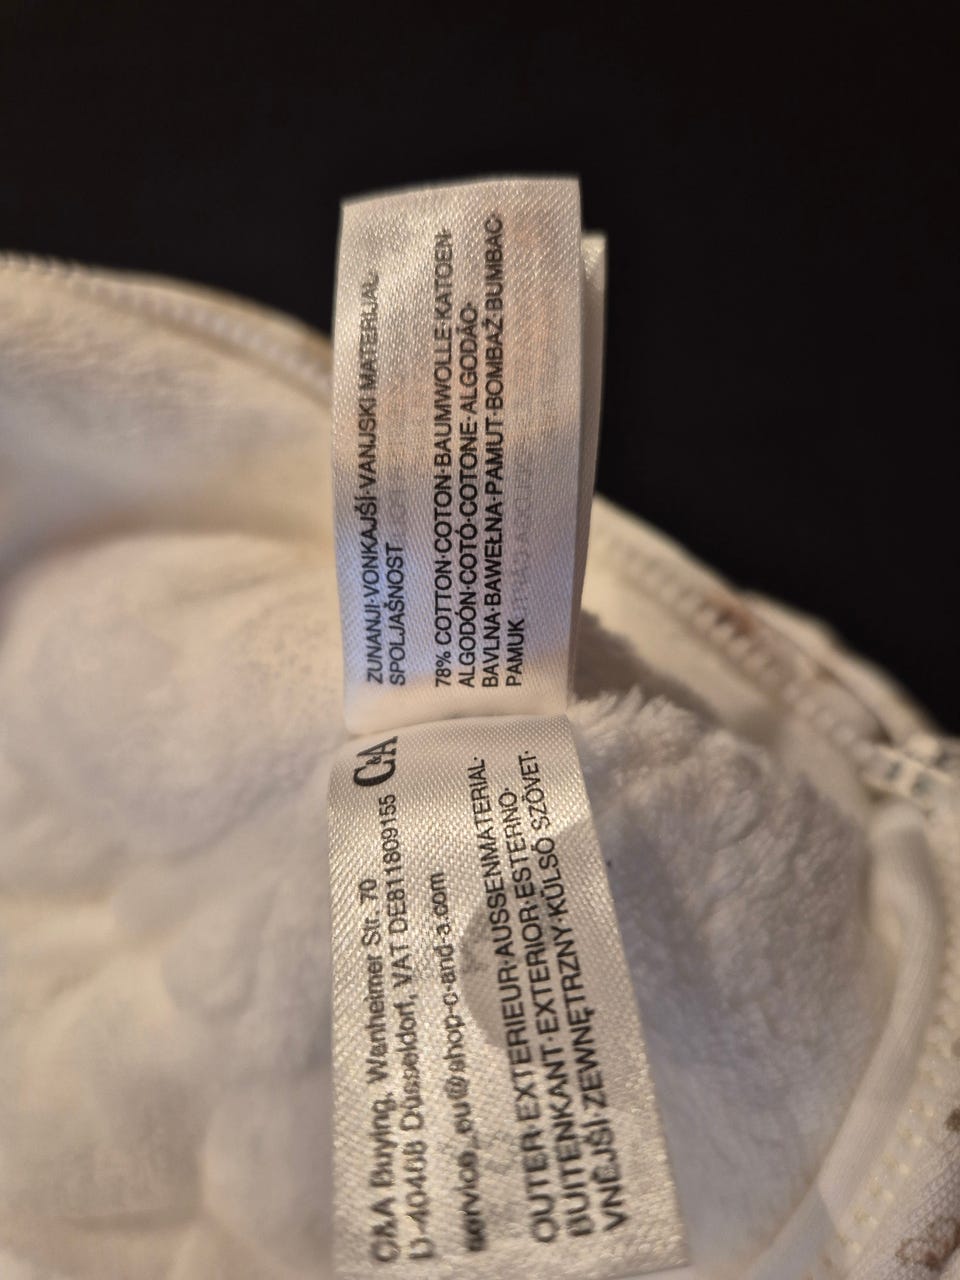 C&A
C&A Buying, Wanheimer Str. 70
D-40468 Düsseldorf, VAT DE811809155
service_eu@shop-c-and-a.com
OUTER·EXTERIEUR·AUSSENMATERIAL·
BUITENKANT·EXTERIOR·ESTERNO·
VNĚJŠÍ·ZEWNĘTRZNY·KÜLSŐ SZÖVET·
ZUNANJI·VONKAJŠÍ·VANJSKI MATERIJAL·
SPOLJAŠNOST
78% COTTON·COTON·BAUMWOLLE·KATOEN·
ALGODÓN·COTÓ·COTONE·ALGODÃO·
BAVLNA·BAWEŁNA·PAMUT·BOMBAŽ·BUMBAC·
PAMUK